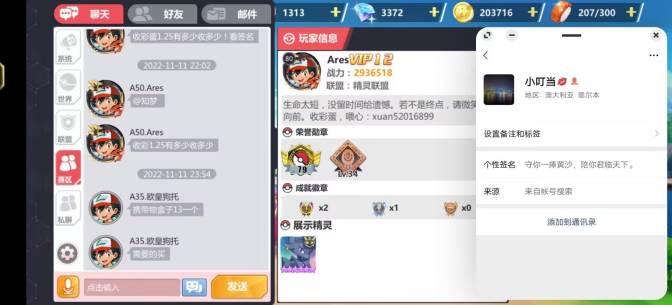 聊天
好友
邮件
系统
世界
联盟
赛区
私聊
收彩蛋1.25有多少收多少！看签名
2022-11-11 22:02
A50.Ares
@知梦
A50.Ares
收彩1.25有多少收多少
2022-11-11 23:54
A35.欧皇狗托
携带物盒子13一个
A35.欧皇狗托
需要的买
点击输入
发送
1313
3372
203716
207/300
玩家信息
80
Ares VIP12
战力：2936518
联盟：精灵联盟
生命太短，没留时间给遗憾。若不是终点，请微笑
向前。收彩蛋，喂心：xuan52016899
荣誉勋章
79
LV.34
成就徽章
x2
x1
x0
展示精灵
小叮当💋
地区：澳大利亚 墨尔本
设置备注和标签
个性签名 守你一捧黄沙，陪你君临天下。
来源 来自帐号搜索
添加到通讯录